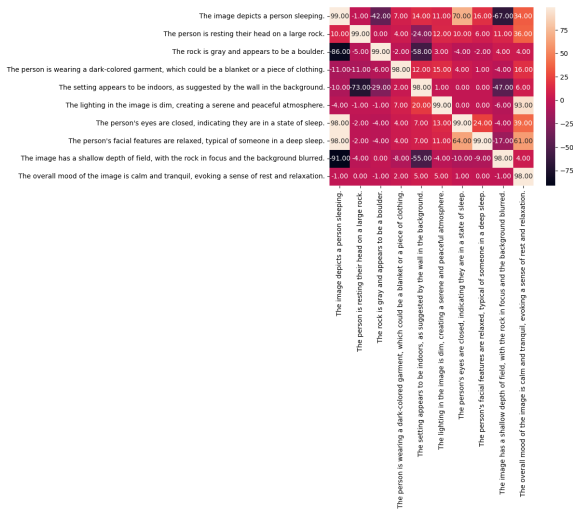 The image depicts a person sleeping. 99.00 -1.00 -42.00 7.00 14.00 11.00 70.00 16.00 -67.00 34.00
The person is resting their head on a large rock. 10.00 99.00 0.00 4.00 -24.00 12.00 10.00 6.00 11.00 36.00
The rock is gray and appears to be a boulder. -86.00 -5.00 99.00 -2.00 -58.00 3.00 -4.00 -2.00 4.00 4.00
The person is wearing a dark-colored garment, which could be a blanket or a piece of clothing. -11.00 -11.00 -6.00 98.00 12.00 15.00 4.00 1.00 -4.00 16.00
The setting appears to be indoors, as suggested by the wall in the background. -10.00 -73.00 -29.00 2.00 98.00 1.00 0.00 0.00 -47.00 6.00
The lighting in the image is dim, creating a serene and peaceful atmosphere. -4.00 -1.00 -1.00 7.00 20.00 99.00 0.00 0.00 -6.00 93.00
The person's eyes are closed, indicating they are in a state of sleep. 98.00 -2.00 -4.00 4.00 7.00 13.00 99.00 24.00 -4.00 39.00
The person's facial features are relaxed, typical of someone in a deep sleep. 98.00 -2.00 -4.00 4.00 7.00 11.00 64.00 99.00 -17.00 61.00
The image has a shallow depth of field, with the rock in focus and the background blurred. -91.00 -4.00 0.00 -8.00 -55.00 -4.00 -10.00 -9.00 98.00 4.00
The overall mood of the image is calm and tranquil, evoking a sense of rest and relaxation. -1.00 0.00 -1.00 2.00 5.00 5.00 1.00 0.00 -1.00 98.00
75
50
25
0
-25
-50
-75
The image depicts a person sleeping.
The person is resting their head on a large rock.
The rock is gray and appears to be a boulder.
The person is wearing a dark-colored garment, which could be a blanket or a piece of clothing.
The setting appears to be indoors, as suggested by the wall in the background.
The lighting in the image is dim, creating a serene and peaceful atmosphere.
The person's eyes are closed, indicating they are in a state of sleep.
The person's facial features are relaxed, typical of someone in a deep sleep.
The image has a shallow depth of field, with the rock in focus and the background blurred.
The overall mood of the image is calm and tranquil, evoking a sense of rest and relaxation.